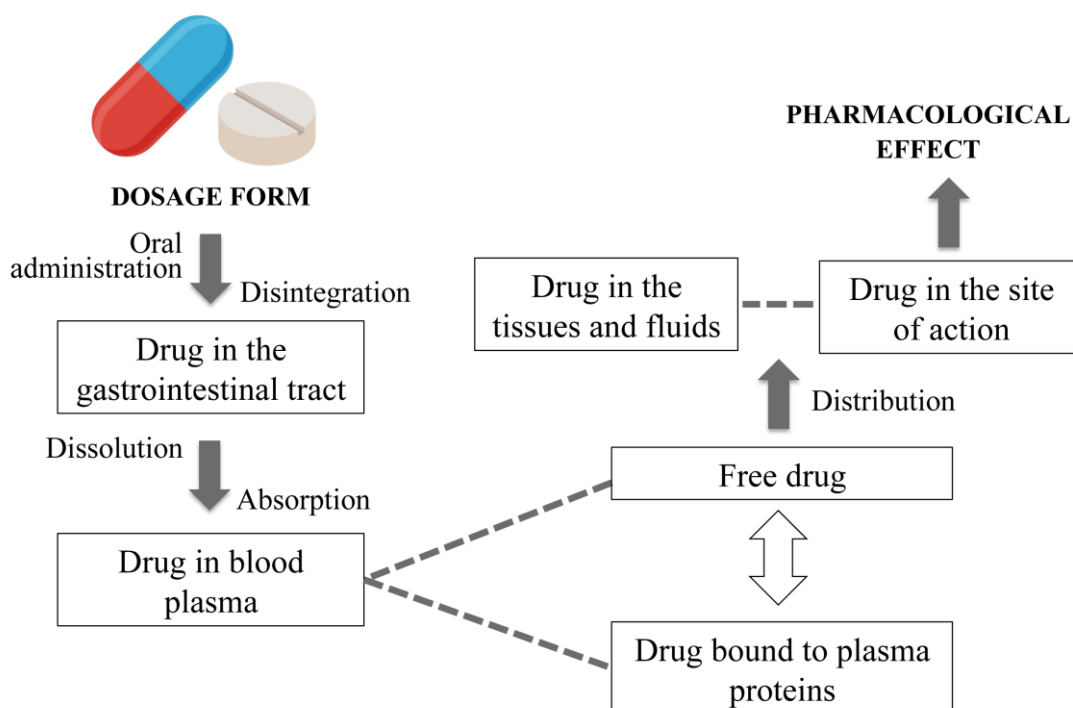 DOSAGE FORM
Oral
administration
Disintegration
Drug in the
gastrointestinal tract
Dissolution
Absorption
Drug in blood
plasma
PHARMACOLOGICAL
EFFECT
Drug in the
tissues and fluids
Drug in the site
of action
Distribution
Free drug
Drug bound to plasma
proteins